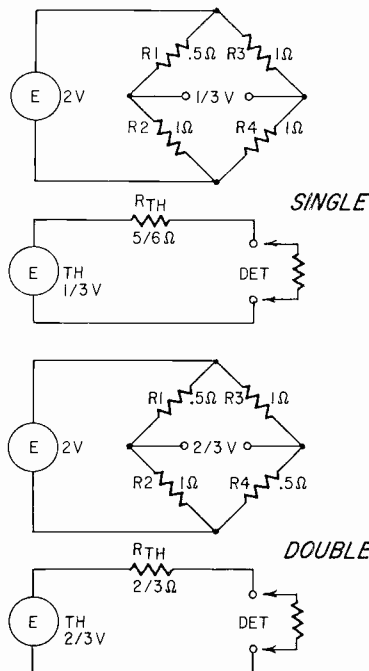 R1 .5Ω R3 1Ω
E 2V 1/3 V
R2 1Ω R4 1Ω
SINGLE
RTH
5/6Ω
E TH
1/3 V
DET
R1 .5Ω R3 1Ω
E 2V 2/3 V
R2 1Ω R4 .5Ω
DOUBLE
RTH
2/3Ω
E TH
2/3V
DET